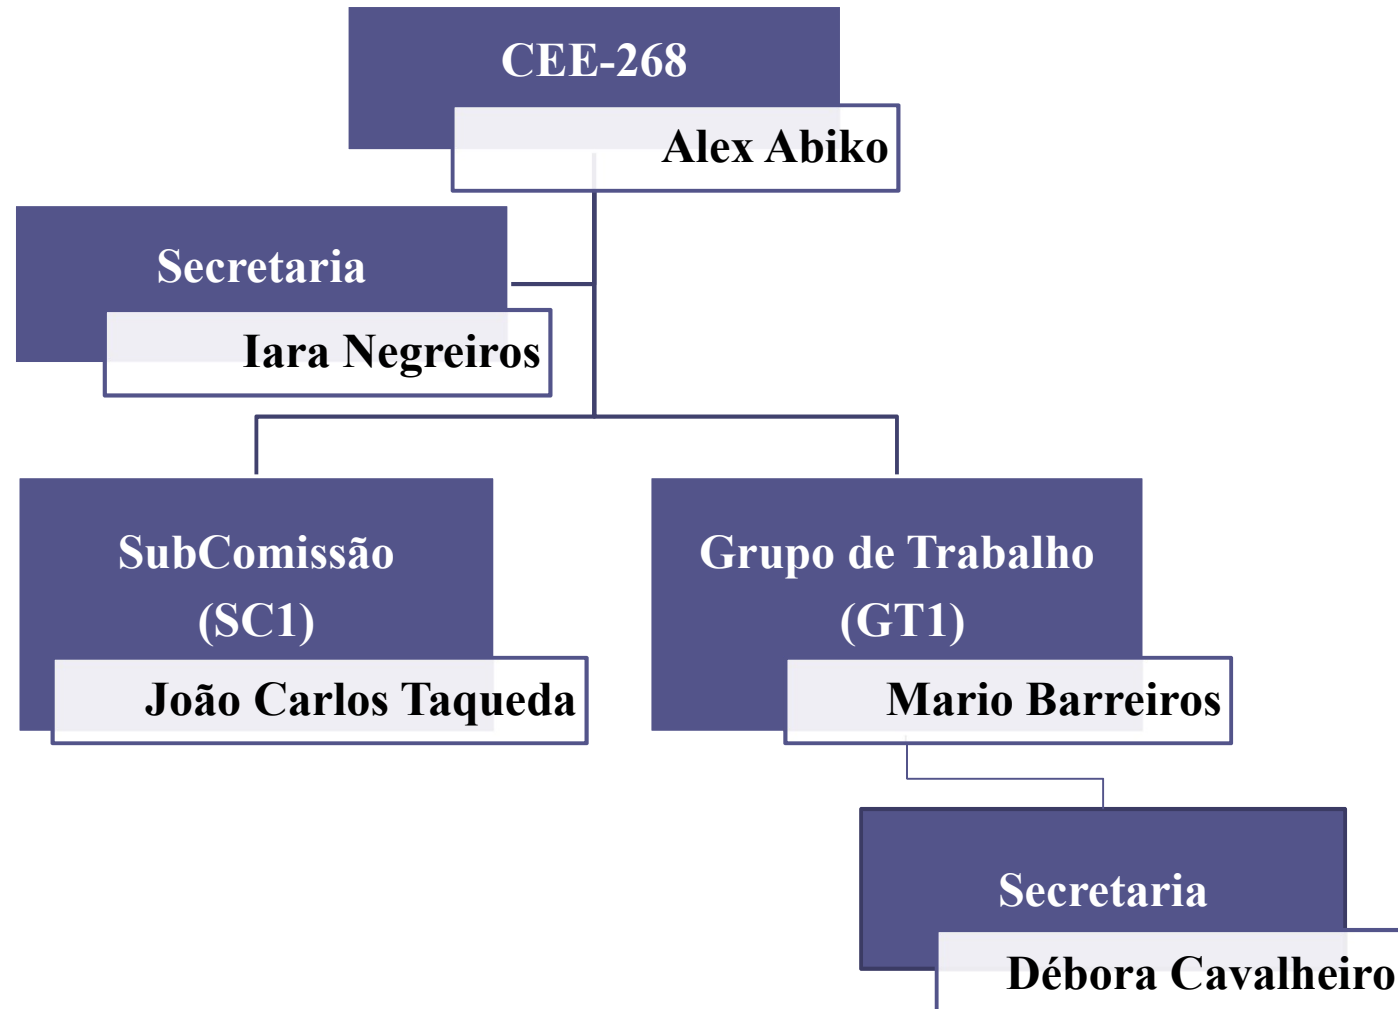 CEE-268
Alex Abiko
Secretaria
Iara Negreiros
SubComissão
(SC1)
João Carlos Taqueda
Grupo de Trabalho
(GT1)
Mario Barreiros
Secretaria
Débora Cavalheiro